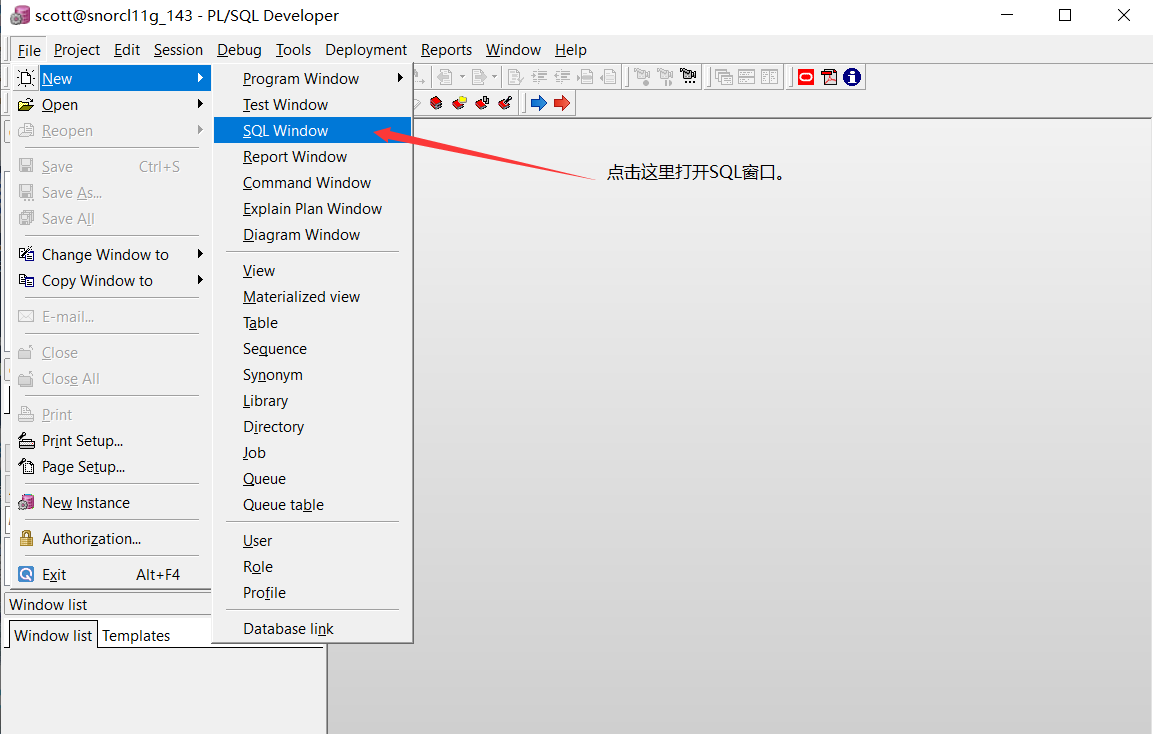 scott@snorcl11g_143 - PL/SQL Developer
File Project Edit Session Debug Tools Deployment Reports Window Help
New
Open
Reopen
Save Ctrl+S
Save As...
Save All
Change Window to
Copy Window to
E-mail...
Close
Close All
Print
Print Setup...
Page Setup...
New Instance
Authorization...
Exit Alt+F4
Program Window
Test Window
SQL Window
Report Window
Command Window
Explain Plan Window
Diagram Window
View
Materialized view
Table
Sequence
Synonym
Library
Directory
Job
Queue
Queue table
User
Role
Profile
Database link
点击这里打开SQL窗口。
Window list
Window list Templates